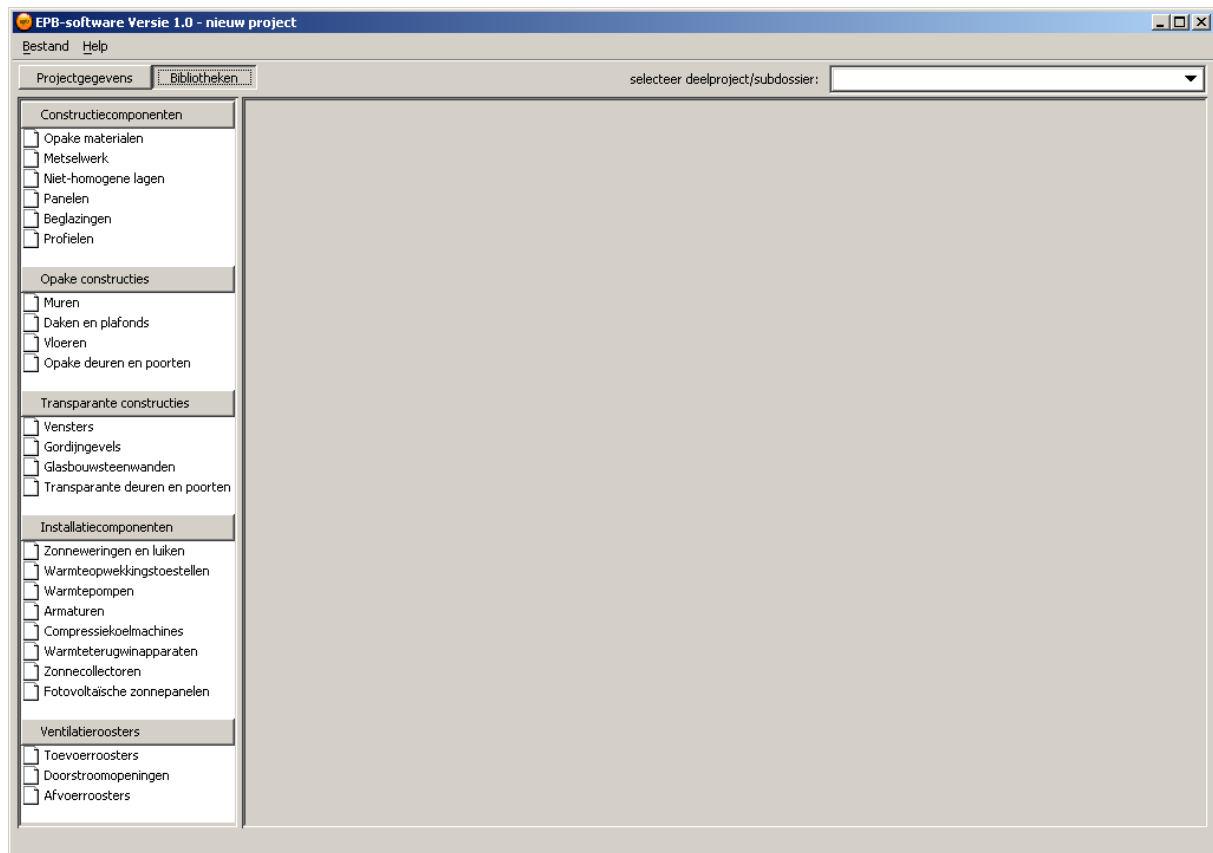 EPB-software Versie 1.0 - nieuw project
Bestand Help
Projectgegevens Bibliotheken selecteer deelproject/subdossier:
Constructiecomponenten
Opake materialen
Metselwerk
Niet-homogene lagen
Panelen
Beglazingen
Profielen
Opake constructies
Muren
Daken en plafonds
Vloeren
Opake deuren en poorten
Transparante constructies
Vensters
Gordijngevels
Glasbouwsteenwanden
Transparante deuren en poorten
Installatiecomponenten
Zonneweringen en luiken
Warmteopwekkingstoestellen
Warmtepompen
Armaturen
Compressiekoelmachines
Warmteterugwinapparaten
Zonnecollectoren
Fotovoltaïsche zonnepanelen
Ventilatieroosters
Toevoerroosters
Doorstroomopeningen
Afvoerroosters